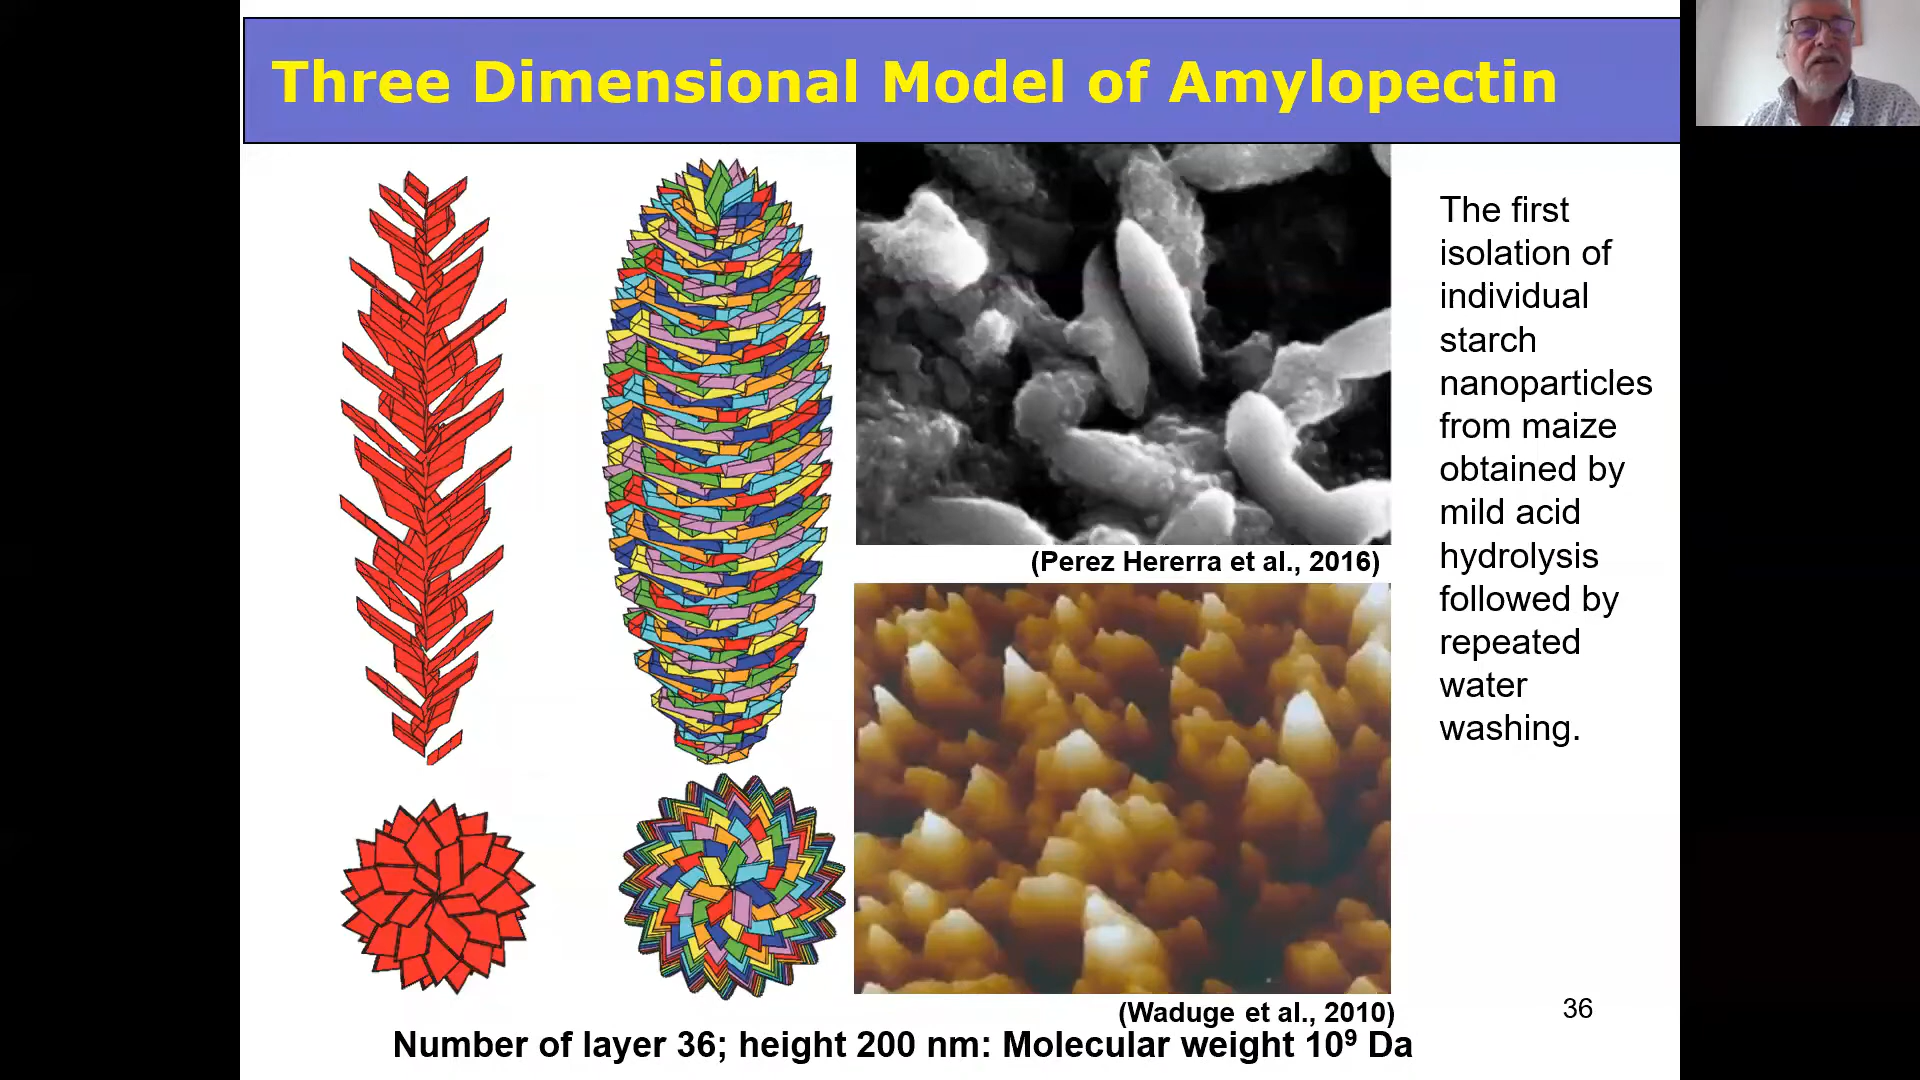 Three Dimensional Model of Amylopectin
The first
isolation of
individual
starch
nanoparticles
from maize
obtained by
mild acid
hydrolysis
followed by
repeated
water
washing.
(Perez Hererra et al., 2016)
(Waduge et al., 2010)
36
Number of layer 36; height 200 nm: Molecular weight 10⁹ Da